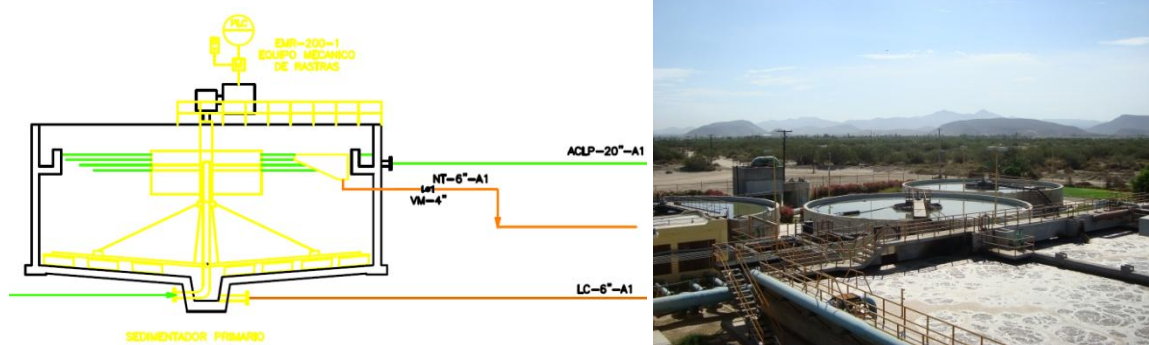 PLC
EMR-200-1
EQUIPO MECANICO
DE RASTRAS
ACLP-20"-A1
NT-6"-A1
VM-4"
LC-6"-A1
SEDIMENTADOR PRIMARIO